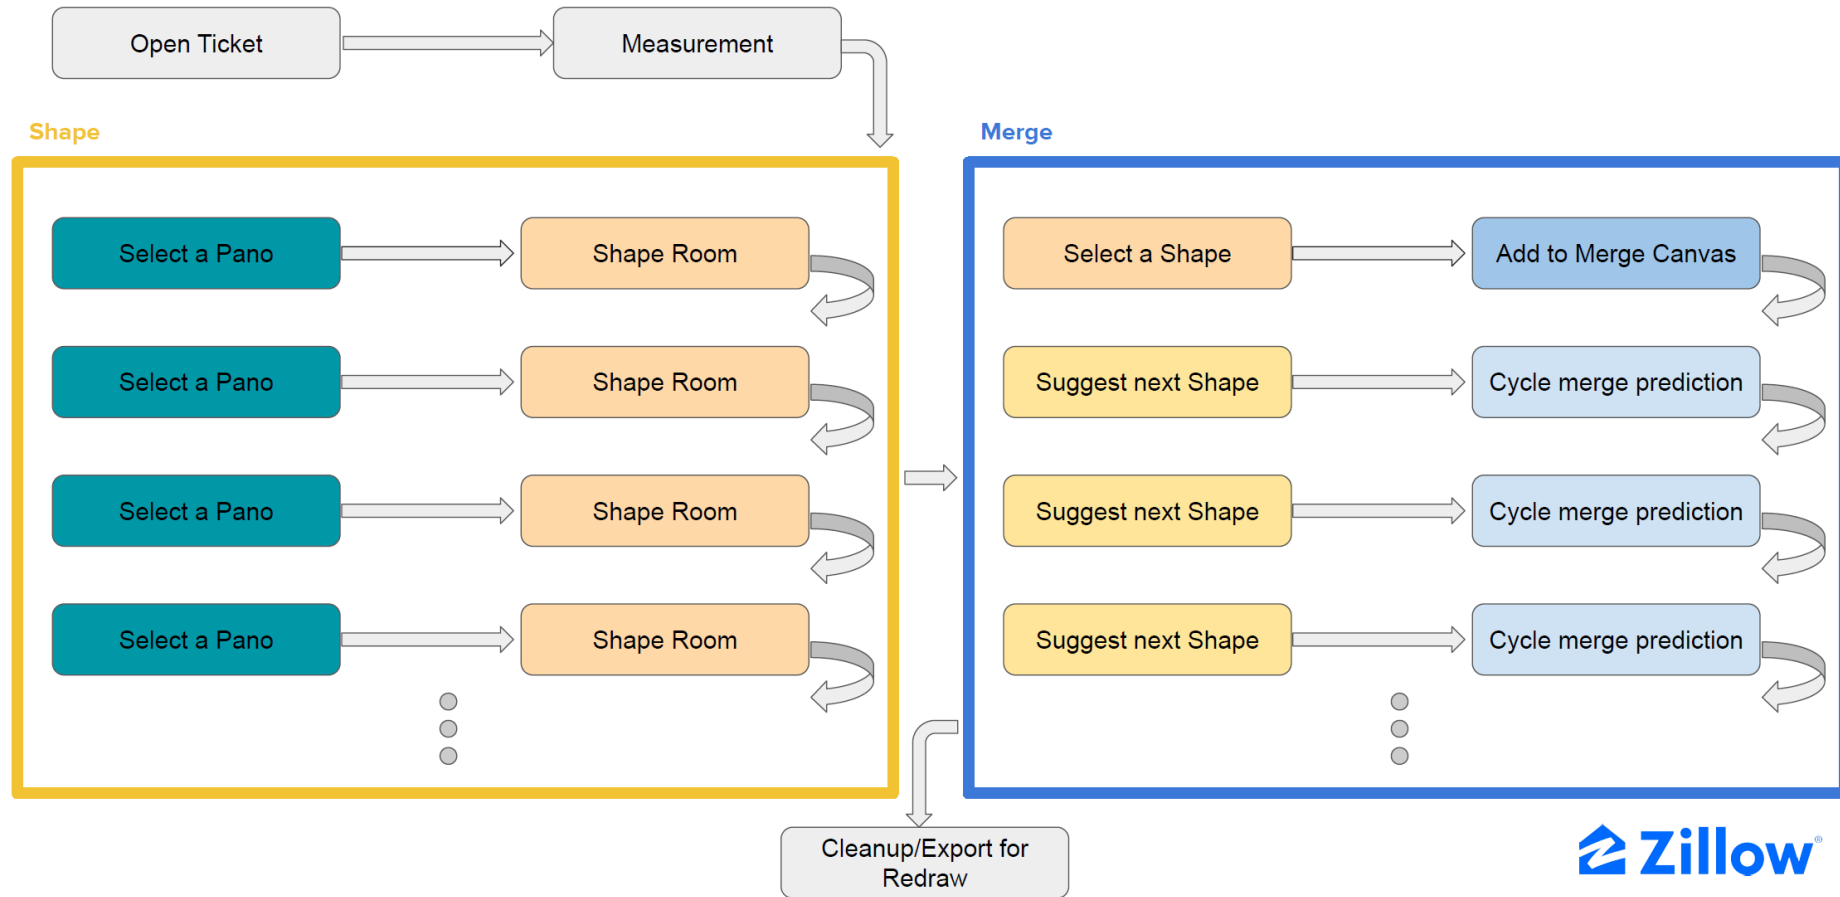 Open Ticket
Measurement
Shape
Select a Pano
Shape Room
Select a Pano
Shape Room
Select a Pano
Shape Room
Select a Pano
Shape Room
Merge
Select a Shape
Add to Merge Canvas
Suggest next Shape
Cycle merge prediction
Suggest next Shape
Cycle merge prediction
Suggest next Shape
Cycle merge prediction
Cleanup/Export for
Redraw
Zillow®